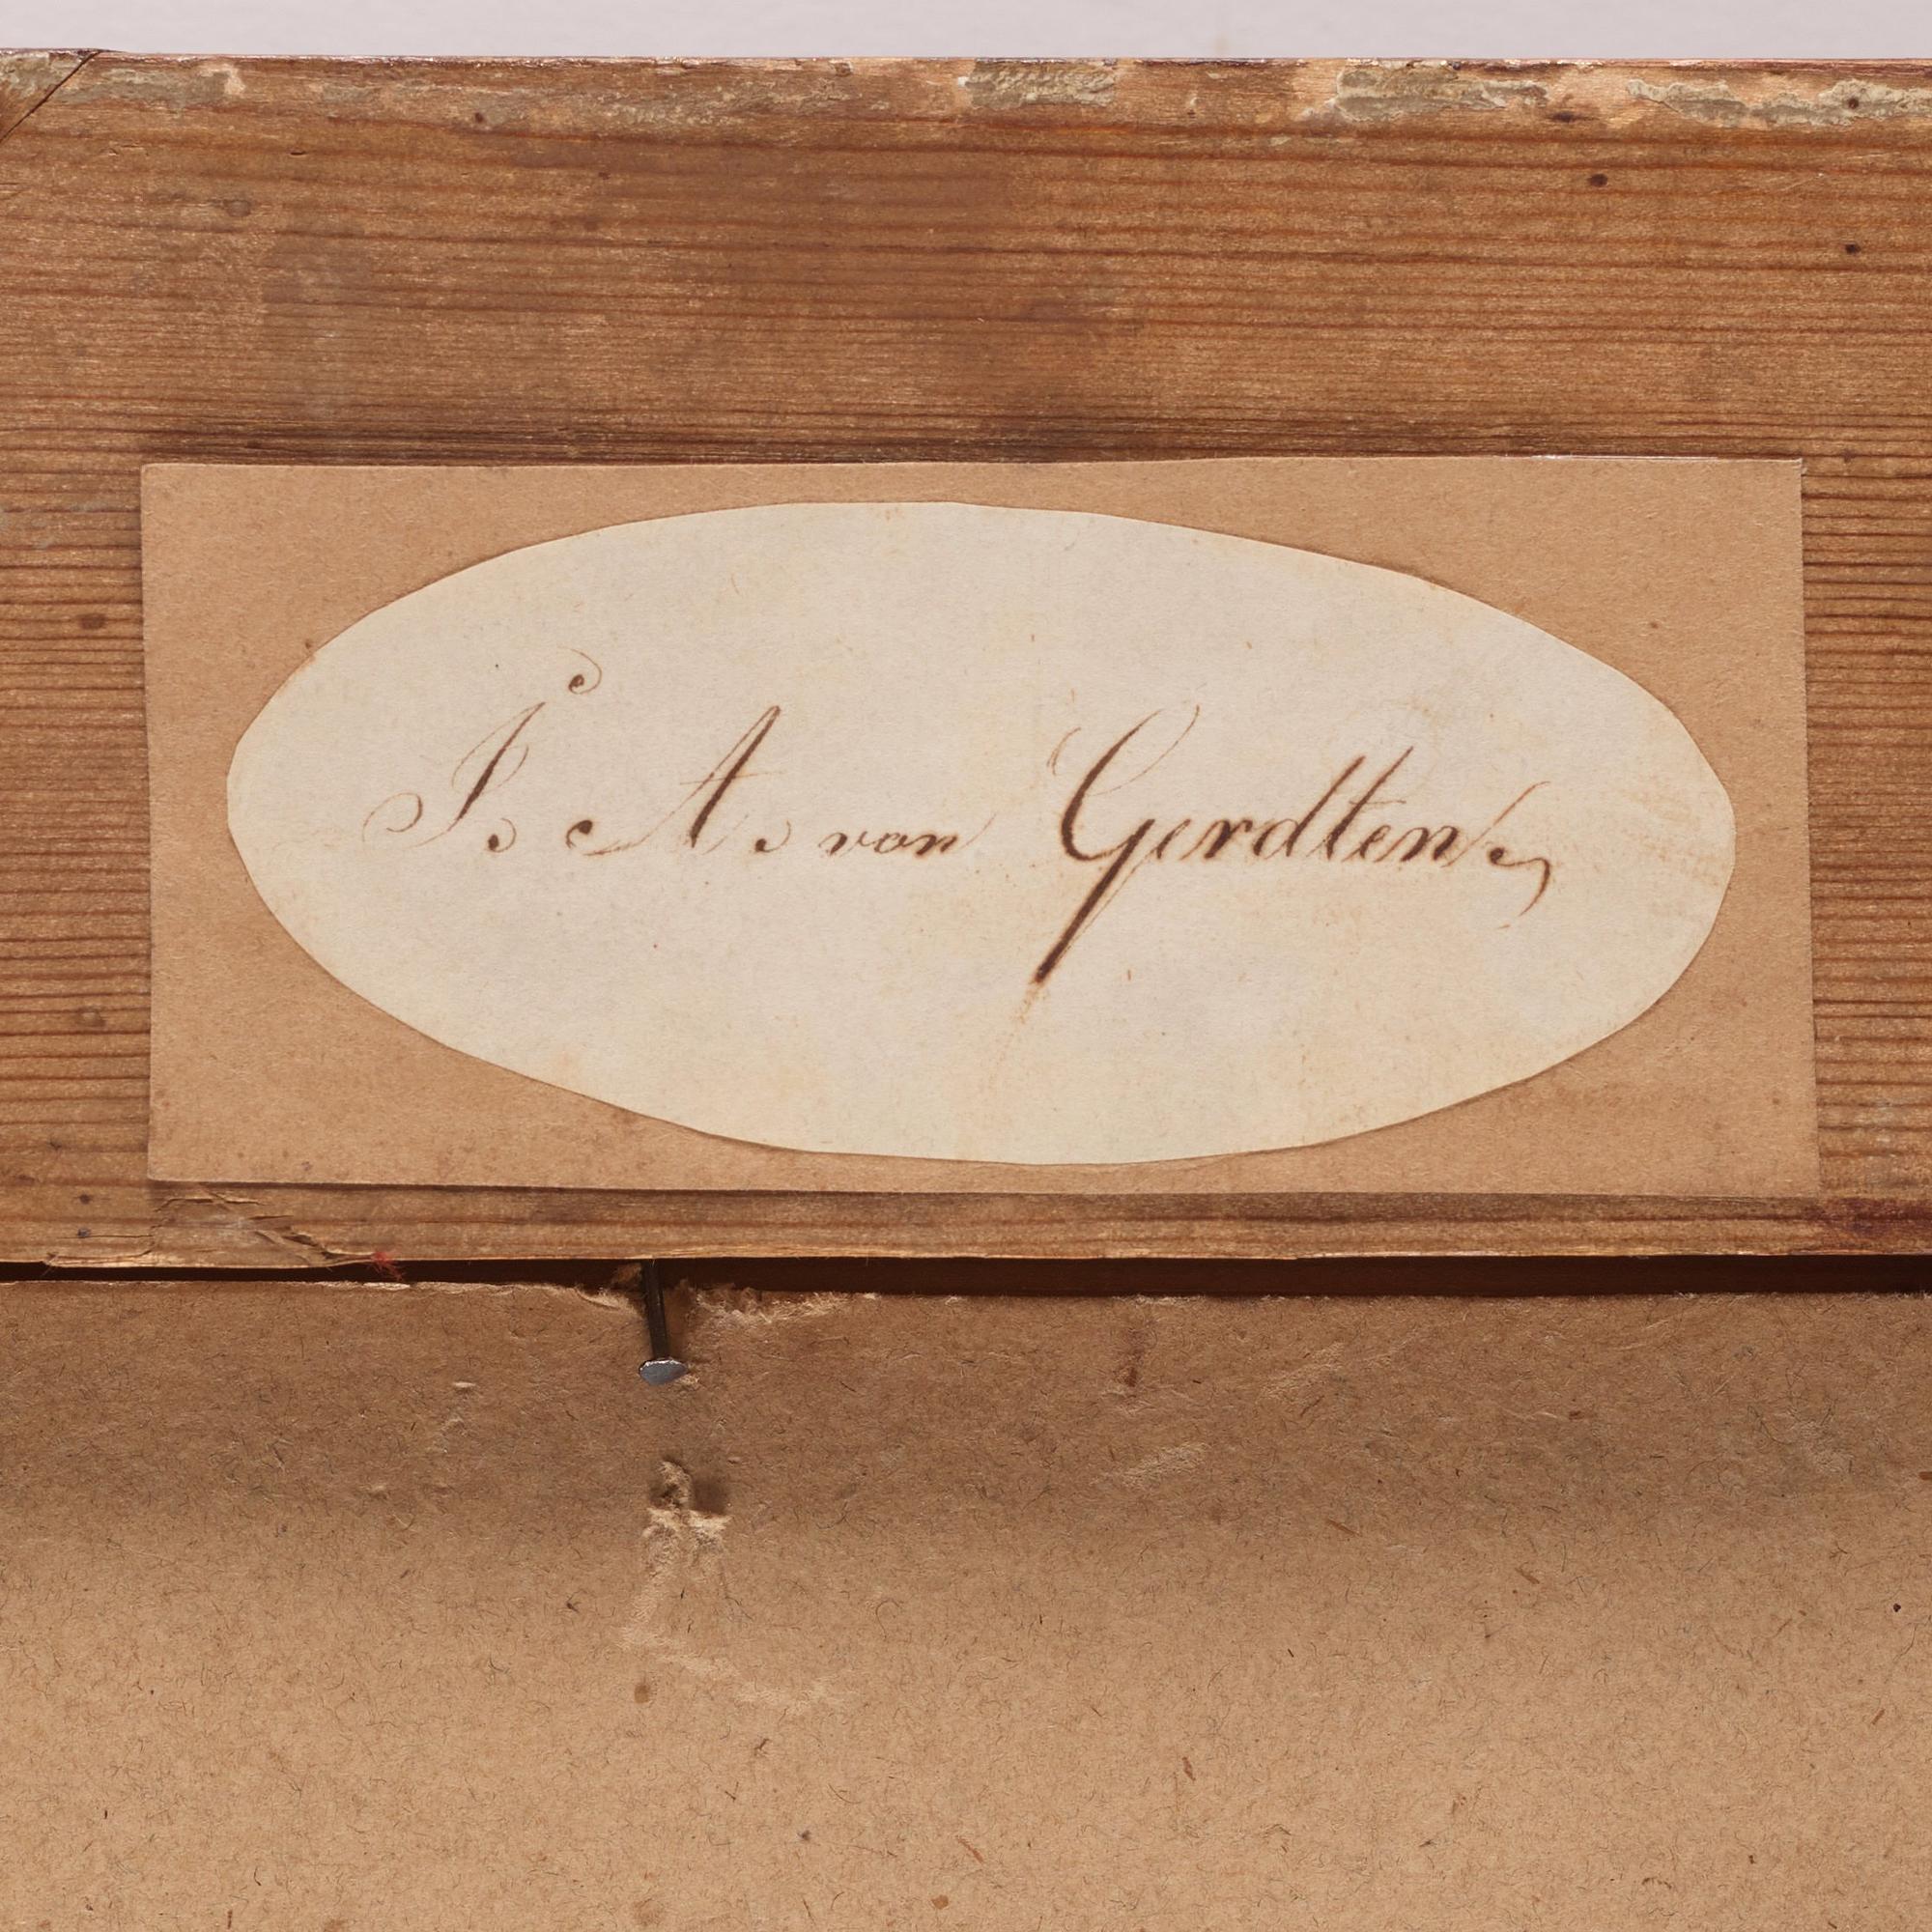 J. A. von Gerdten.